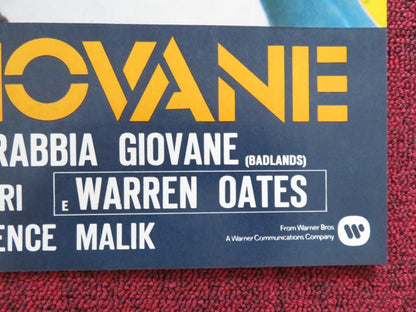 IOVANE
RABBIA GIOVANE (BADLANDS)
RI E WARREN OATES
ENCE MALIK
From Warner Bros
A Warner Communications Company